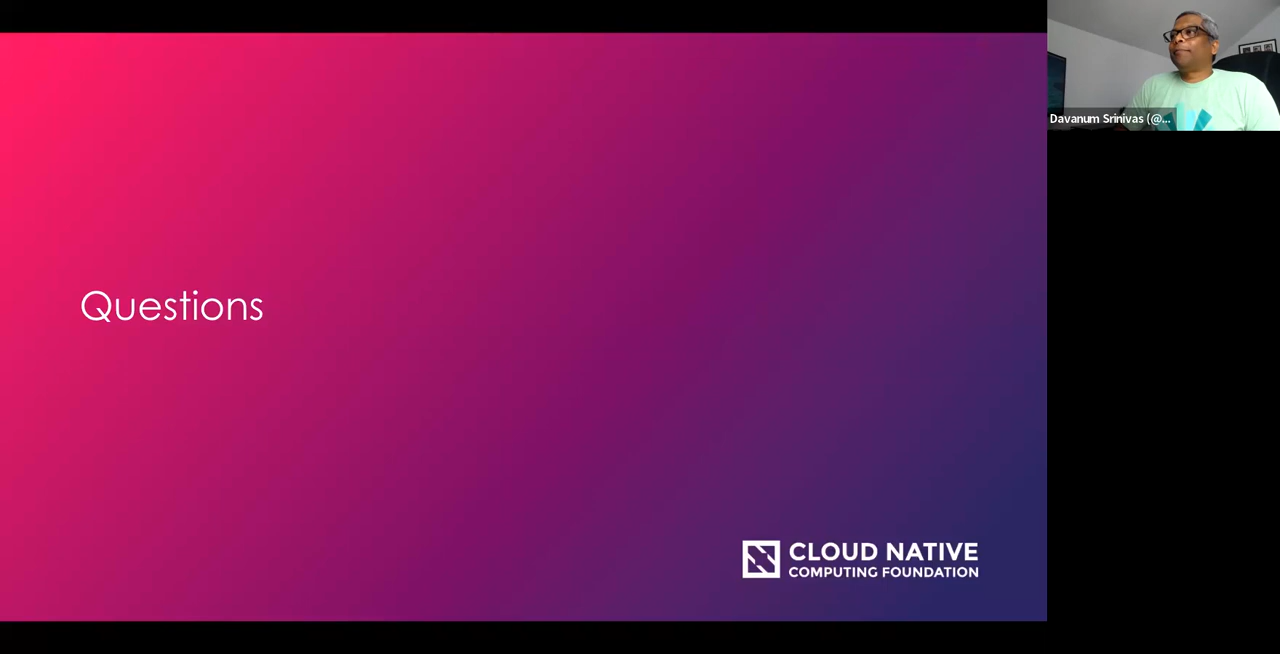 Questions
CLOUD NATIVE
COMPUTING FOUNDATION
Davanum Srinivas (@...